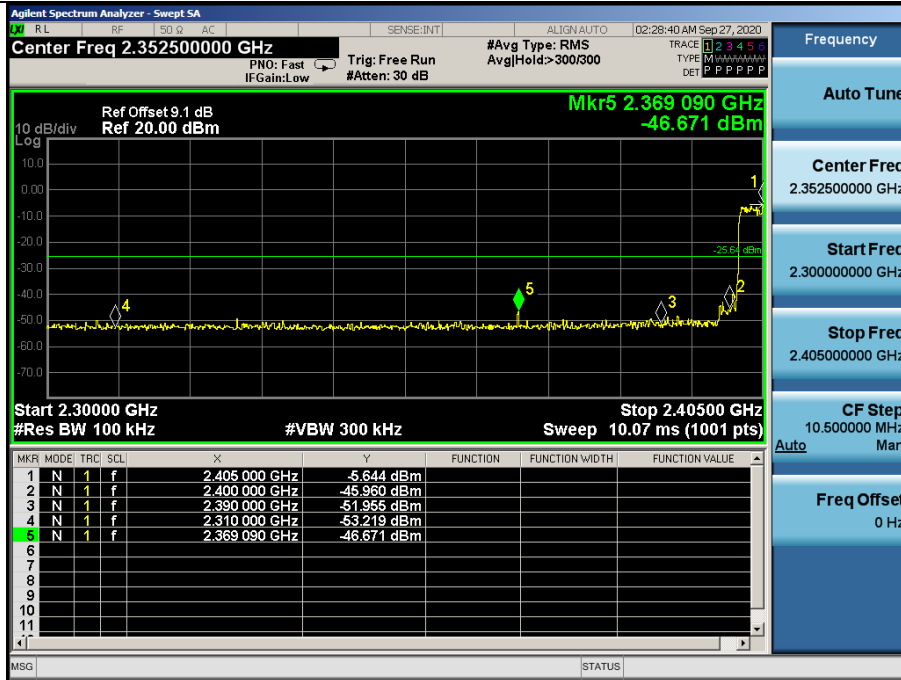 Agilent Spectrum Analyzer - Swept SA
LXI RL RF 50 Ω AC SENSE:INT ALIGN AUTO 02:28:40 AM Sep 27, 2020
Center Freq 2.352500000 GHz
PNO: Fast
IFGain:Low
Trig: Free Run
#Atten: 30 dB
#Avg Type: RMS
Avg|Hold:>300/300
TRACE 1 2 3 4 5 6
TYPE M
DET P P P P P P
Ref Offset 9.1 dB
Ref 20.00 dBm
Mkr5 2.369 090 GHz
-46.671 dBm
10 dB/div
Log
10.0
0.00
-10.0
-20.0
-30.0
-40.0
-50.0
-60.0
-70.0
-25.64 dBm
1
2
3
4
5
Start 2.30000 GHz
Stop 2.40500 GHz
#Res BW 100 kHz #VBW 300 kHz Sweep 10.07 ms (1001 pts)
MKR MODE TRC SCL X Y FUNCTION FUNCTION WIDTH FUNCTION VALUE
1 N 1 f 2.405 000 GHz -5.644 dBm
2 N 1 f 2.400 000 GHz -45.960 dBm
3 N 1 f 2.390 000 GHz -51.955 dBm
4 N 1 f 2.310 000 GHz -53.219 dBm
5 N 1 f 2.369 090 GHz -46.671 dBm
6
7
8
9
10
11
MSG STATUS
Frequency
Auto Tune
Center Freq
2.352500000 GHz
Start Freq
2.300000000 GHz
Stop Freq
2.405000000 GHz
CF Step
10.500000 MHz
Auto Man
Freq Offset
0 Hz